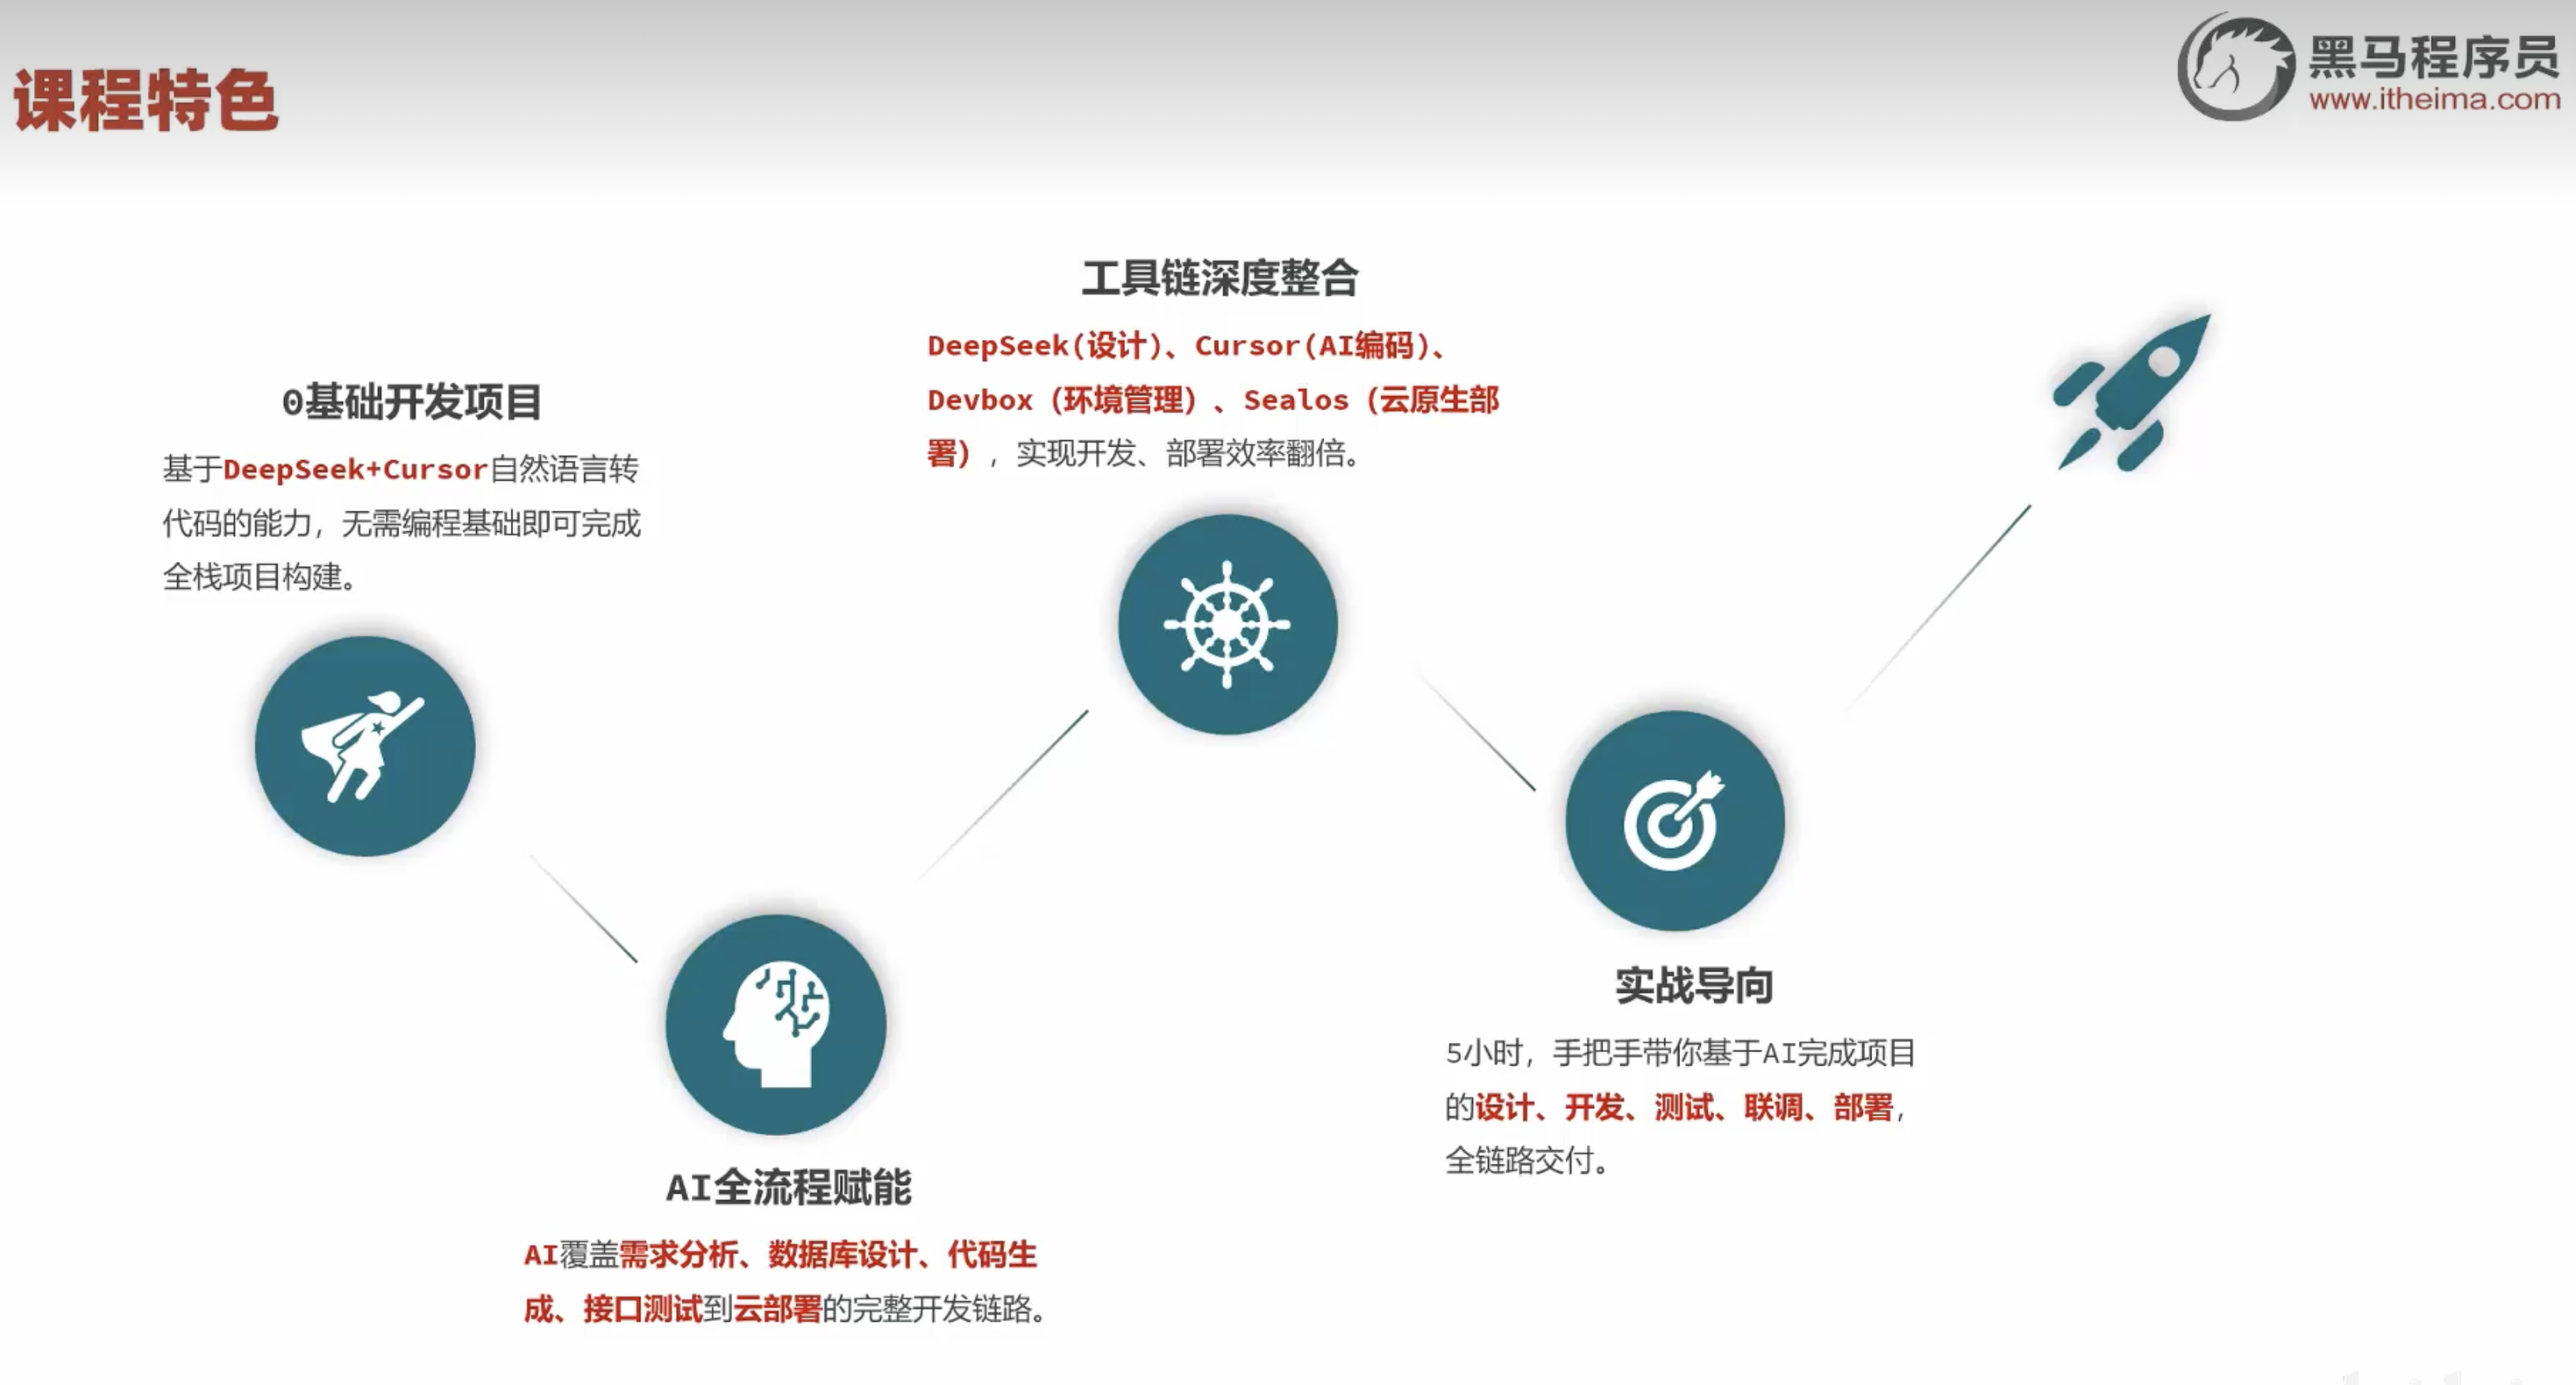 课程特色
黑马程序员
www.itheima.com
0基础开发项目
基于DeepSeek+Cursor自然语言转
代码的能力，无需编程基础即可完成
全栈项目构建。
AI全流程赋能
AI覆盖需求分析、数据库设计、代码生
成、接口测试到云部署的完整开发链路。
工具链深度整合
DeepSeek(设计)、Cursor(AI编码)、
Devbox（环境管理）、Sealos（云原生部
署），实现开发、部署效率翻倍。
实战导向
5小时，手把手带你基于AI完成项目
的设计、开发、测试、联调、部署，
全链路交付。